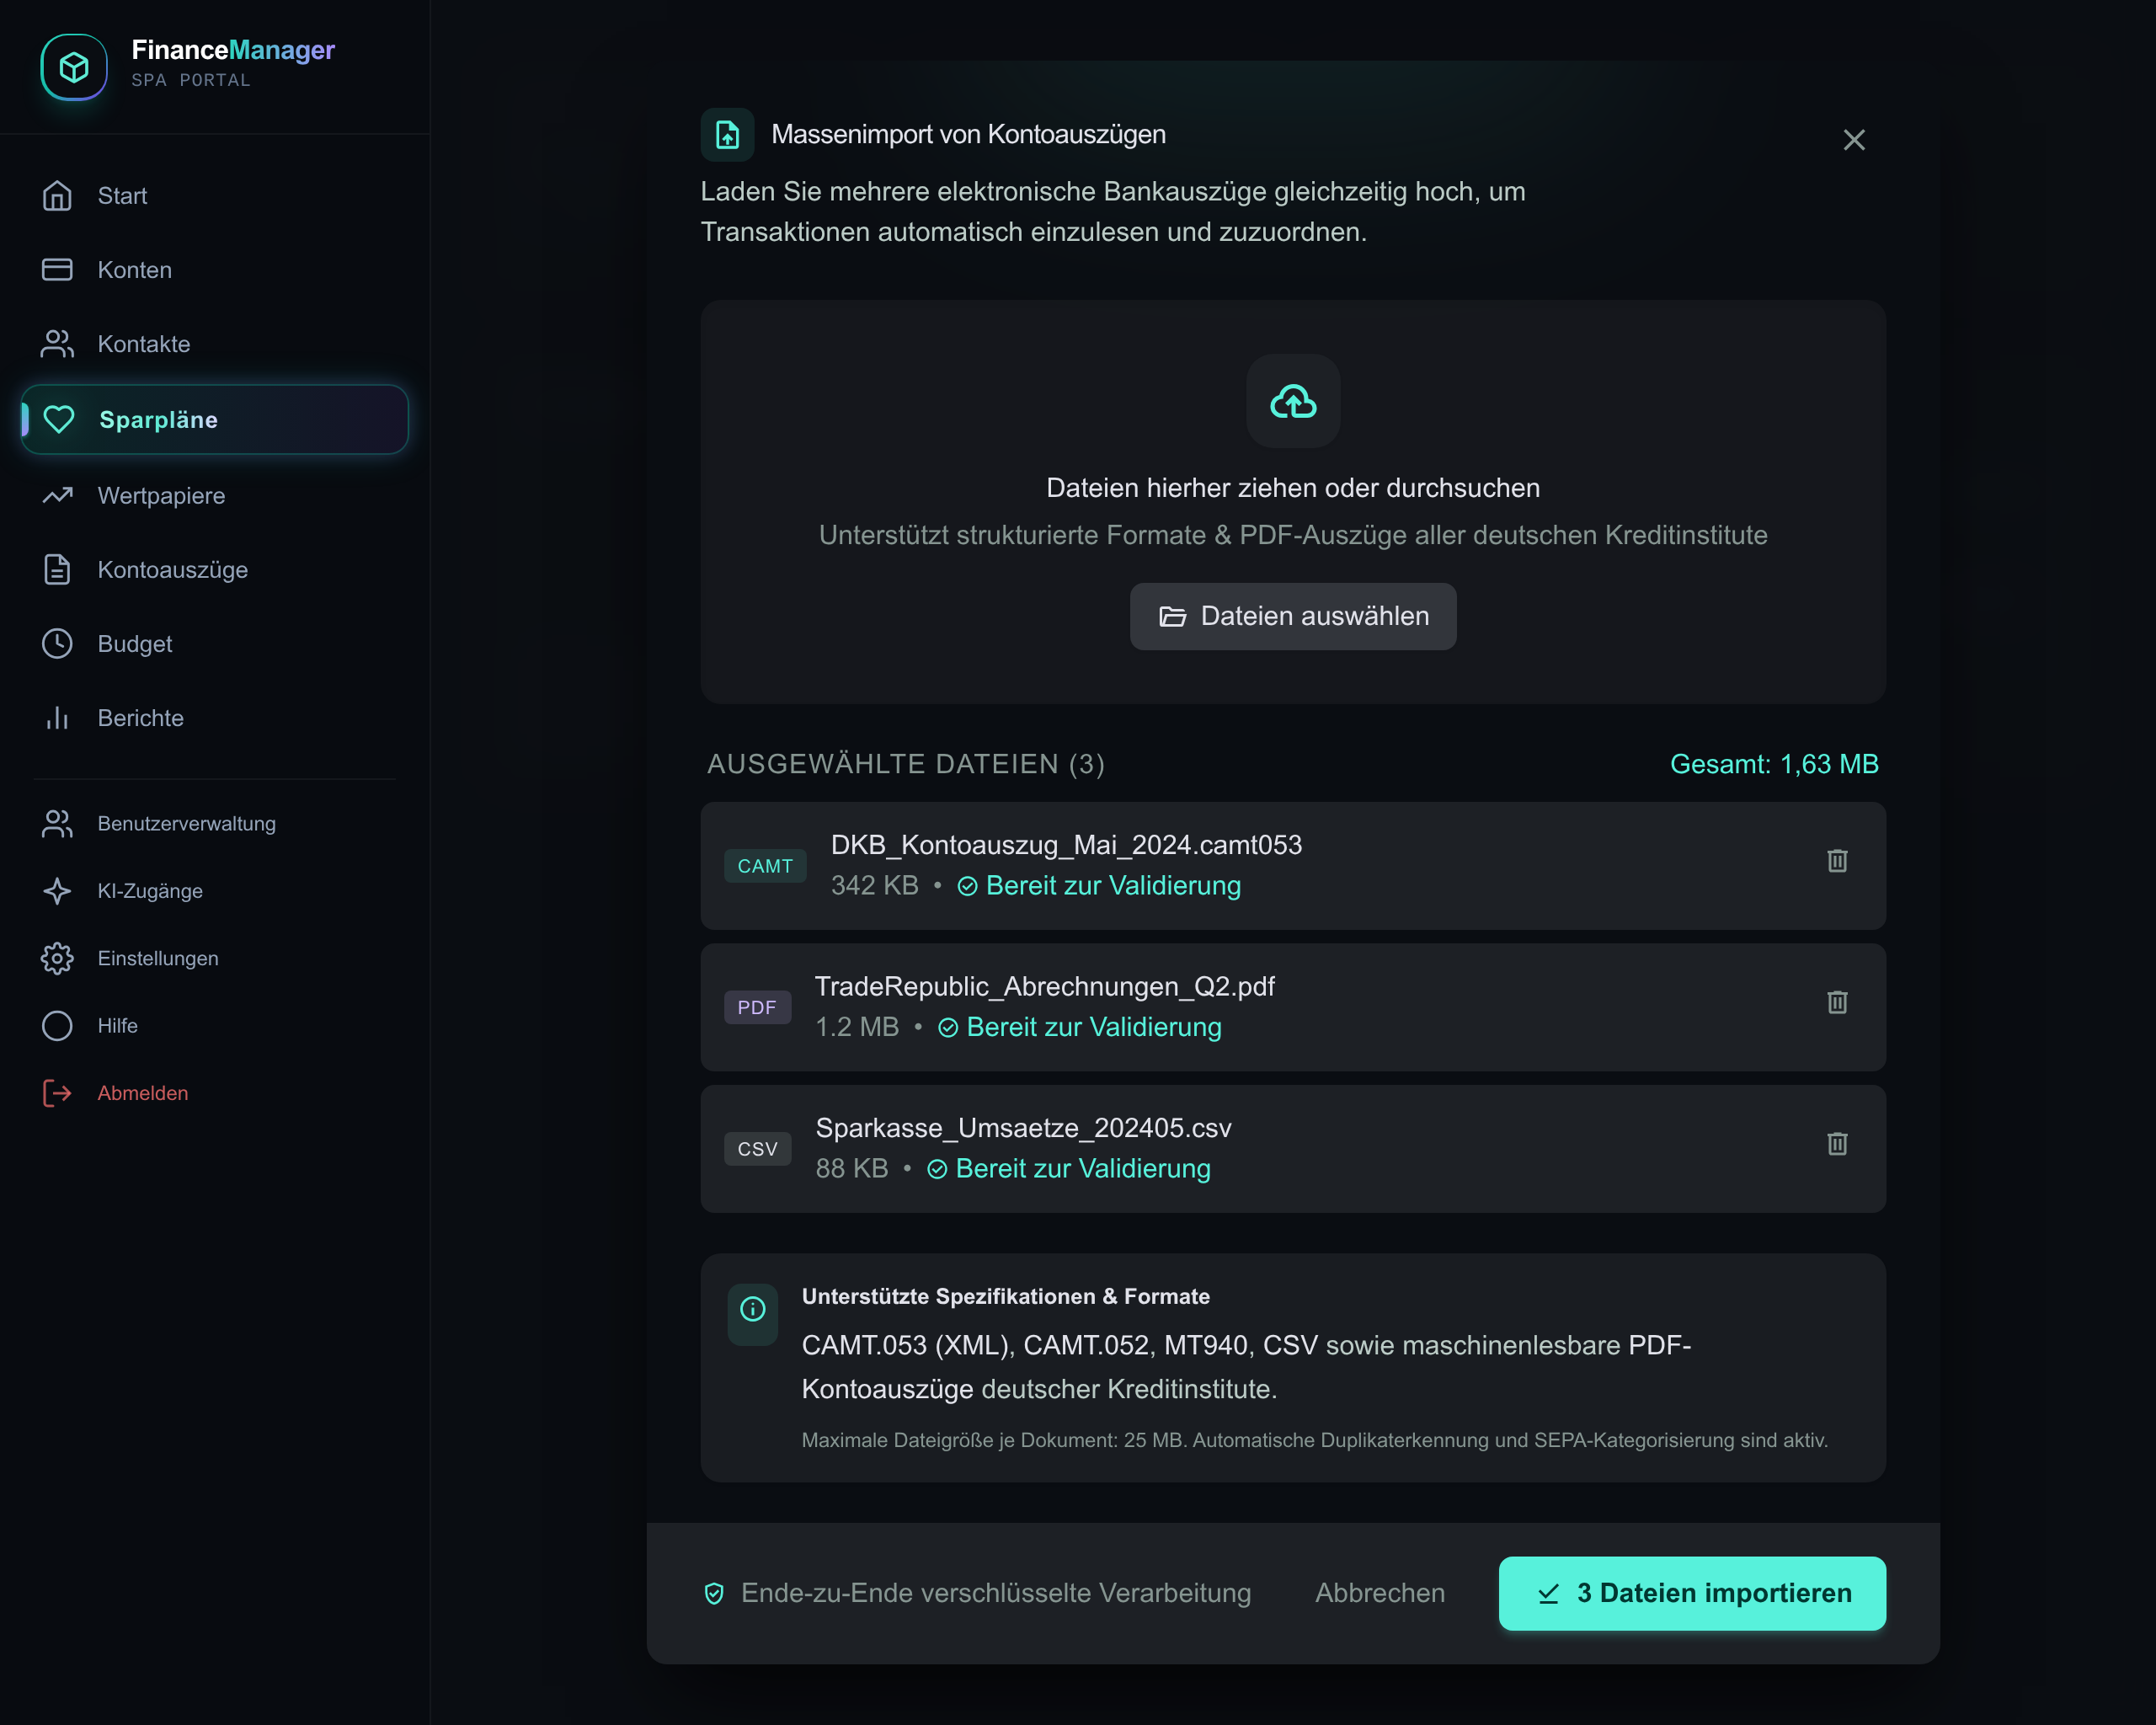 FinanceManager
SPA PORTAL
Start
Konten
Kontakte
Sparpläne
Wertpapiere
Kontoauszüge
Budget
Berichte
Benutzerverwaltung
KI-Zugänge
Einstellungen
Hilfe
Abmelden
Massenimport von Kontoauszügen
Laden Sie mehrere elektronische Bankauszüge gleichzeitig hoch, um
Transaktionen automatisch einzulesen und zuzuordnen.
Dateien hierher ziehen oder durchsuchen
Unterstützt strukturierte Formate & PDF-Auszüge aller deutschen Kreditinstitute
Dateien auswählen
AUSGEWÄHLTE DATEIEN (3)
Gesamt: 1,63 MB
CAMT
DKB_Kontoauszug_Mai_2024.camt053
342 KB • Bereit zur Validierung
PDF
TradeRepublic_Abrechnungen_Q2.pdf
1.2 MB • Bereit zur Validierung
CSV
Sparkasse_Umsaetze_202405.csv
88 KB • Bereit zur Validierung
Unterstützte Spezifikationen & Formate
CAMT.053 (XML), CAMT.052, MT940, CSV sowie maschinenlesbare PDF-
Kontoauszüge deutscher Kreditinstitute.
Maximale Dateigröße je Dokument: 25 MB. Automatische Duplikaterkennung und SEPA-Kategorisierung sind aktiv.
Ende-zu-Ende verschlüsselte Verarbeitung
Abbrechen
3 Dateien importieren